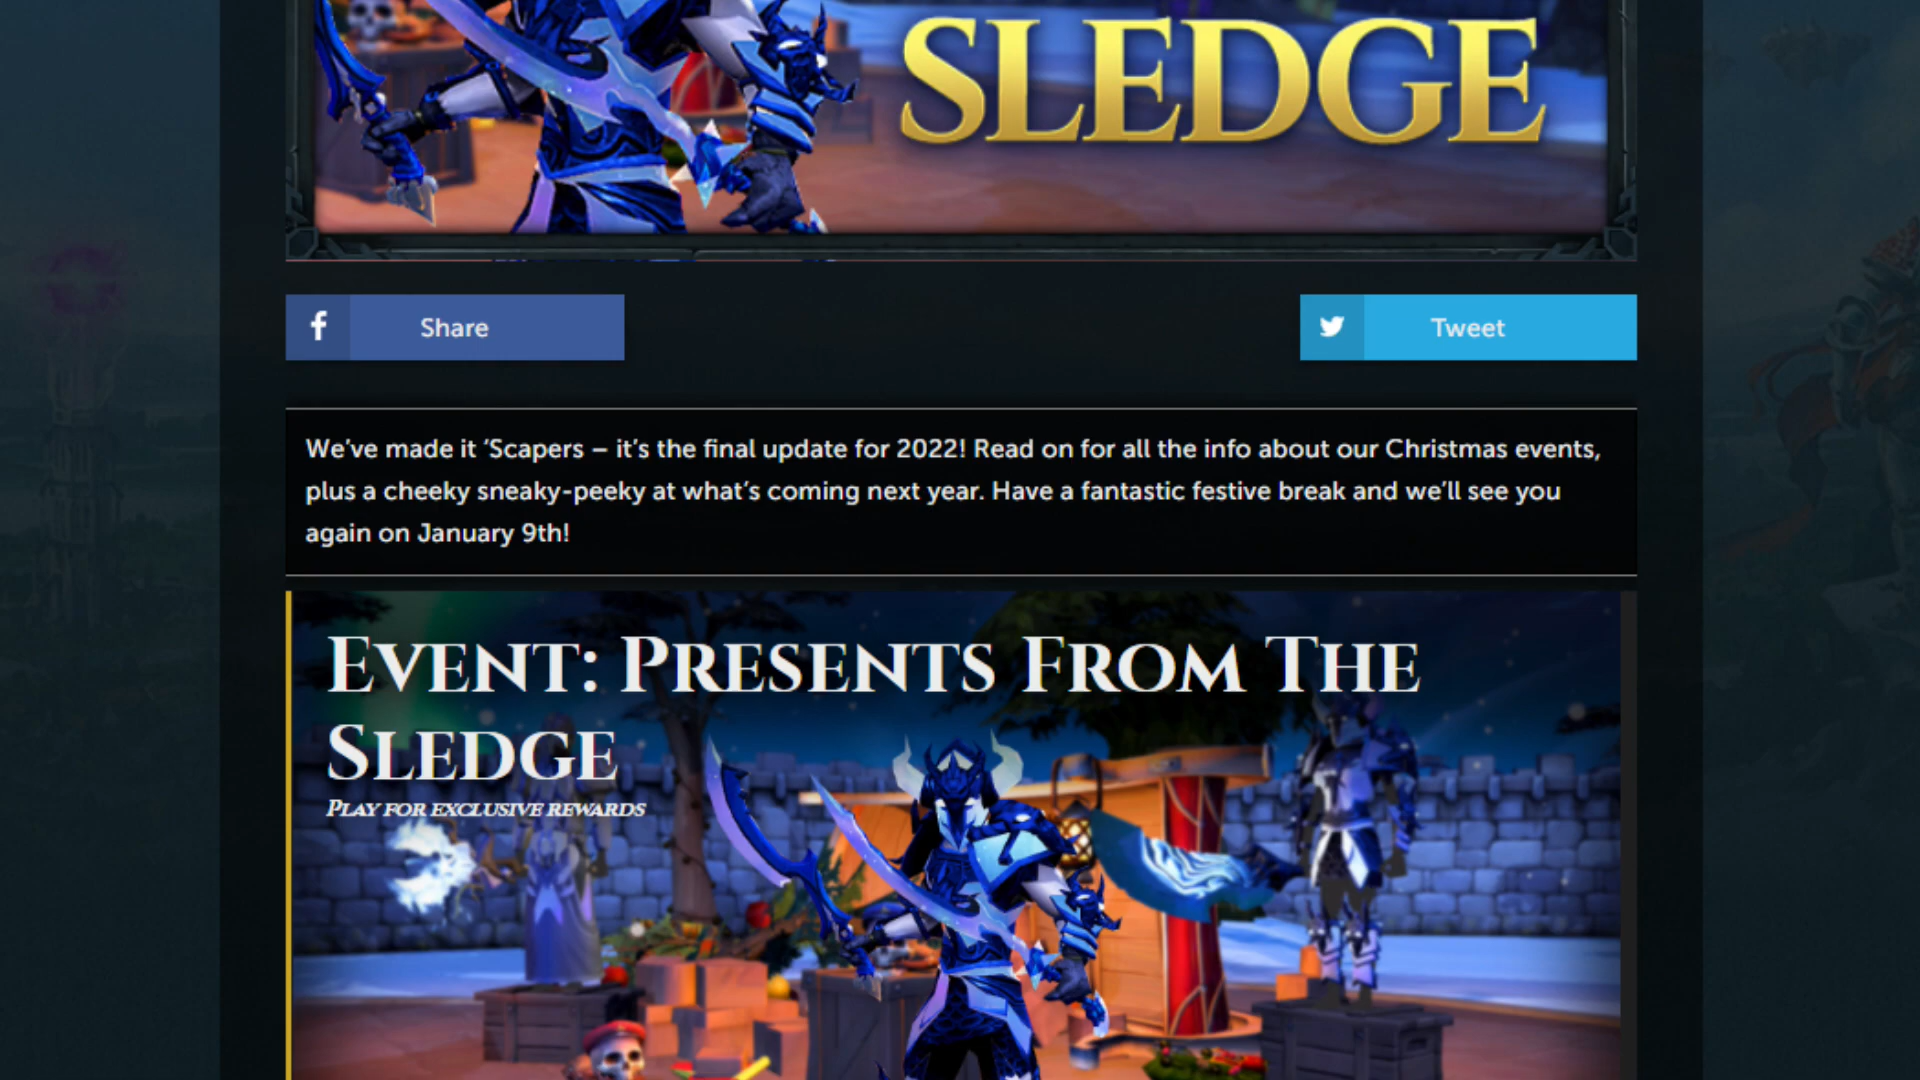 SLEDGE
Share
Tweet
We've made it 'Scapers – it's the final update for 2022! Read on for all the info about our Christmas events,
plus a cheeky sneaky-peeky at what's coming next year. Have a fantastic festive break and we'll see you
again on January 9th!
EVENT: PRESENTS FROM THE
SLEDGE
PLAY FOR EXCLUSIVE REWARDS